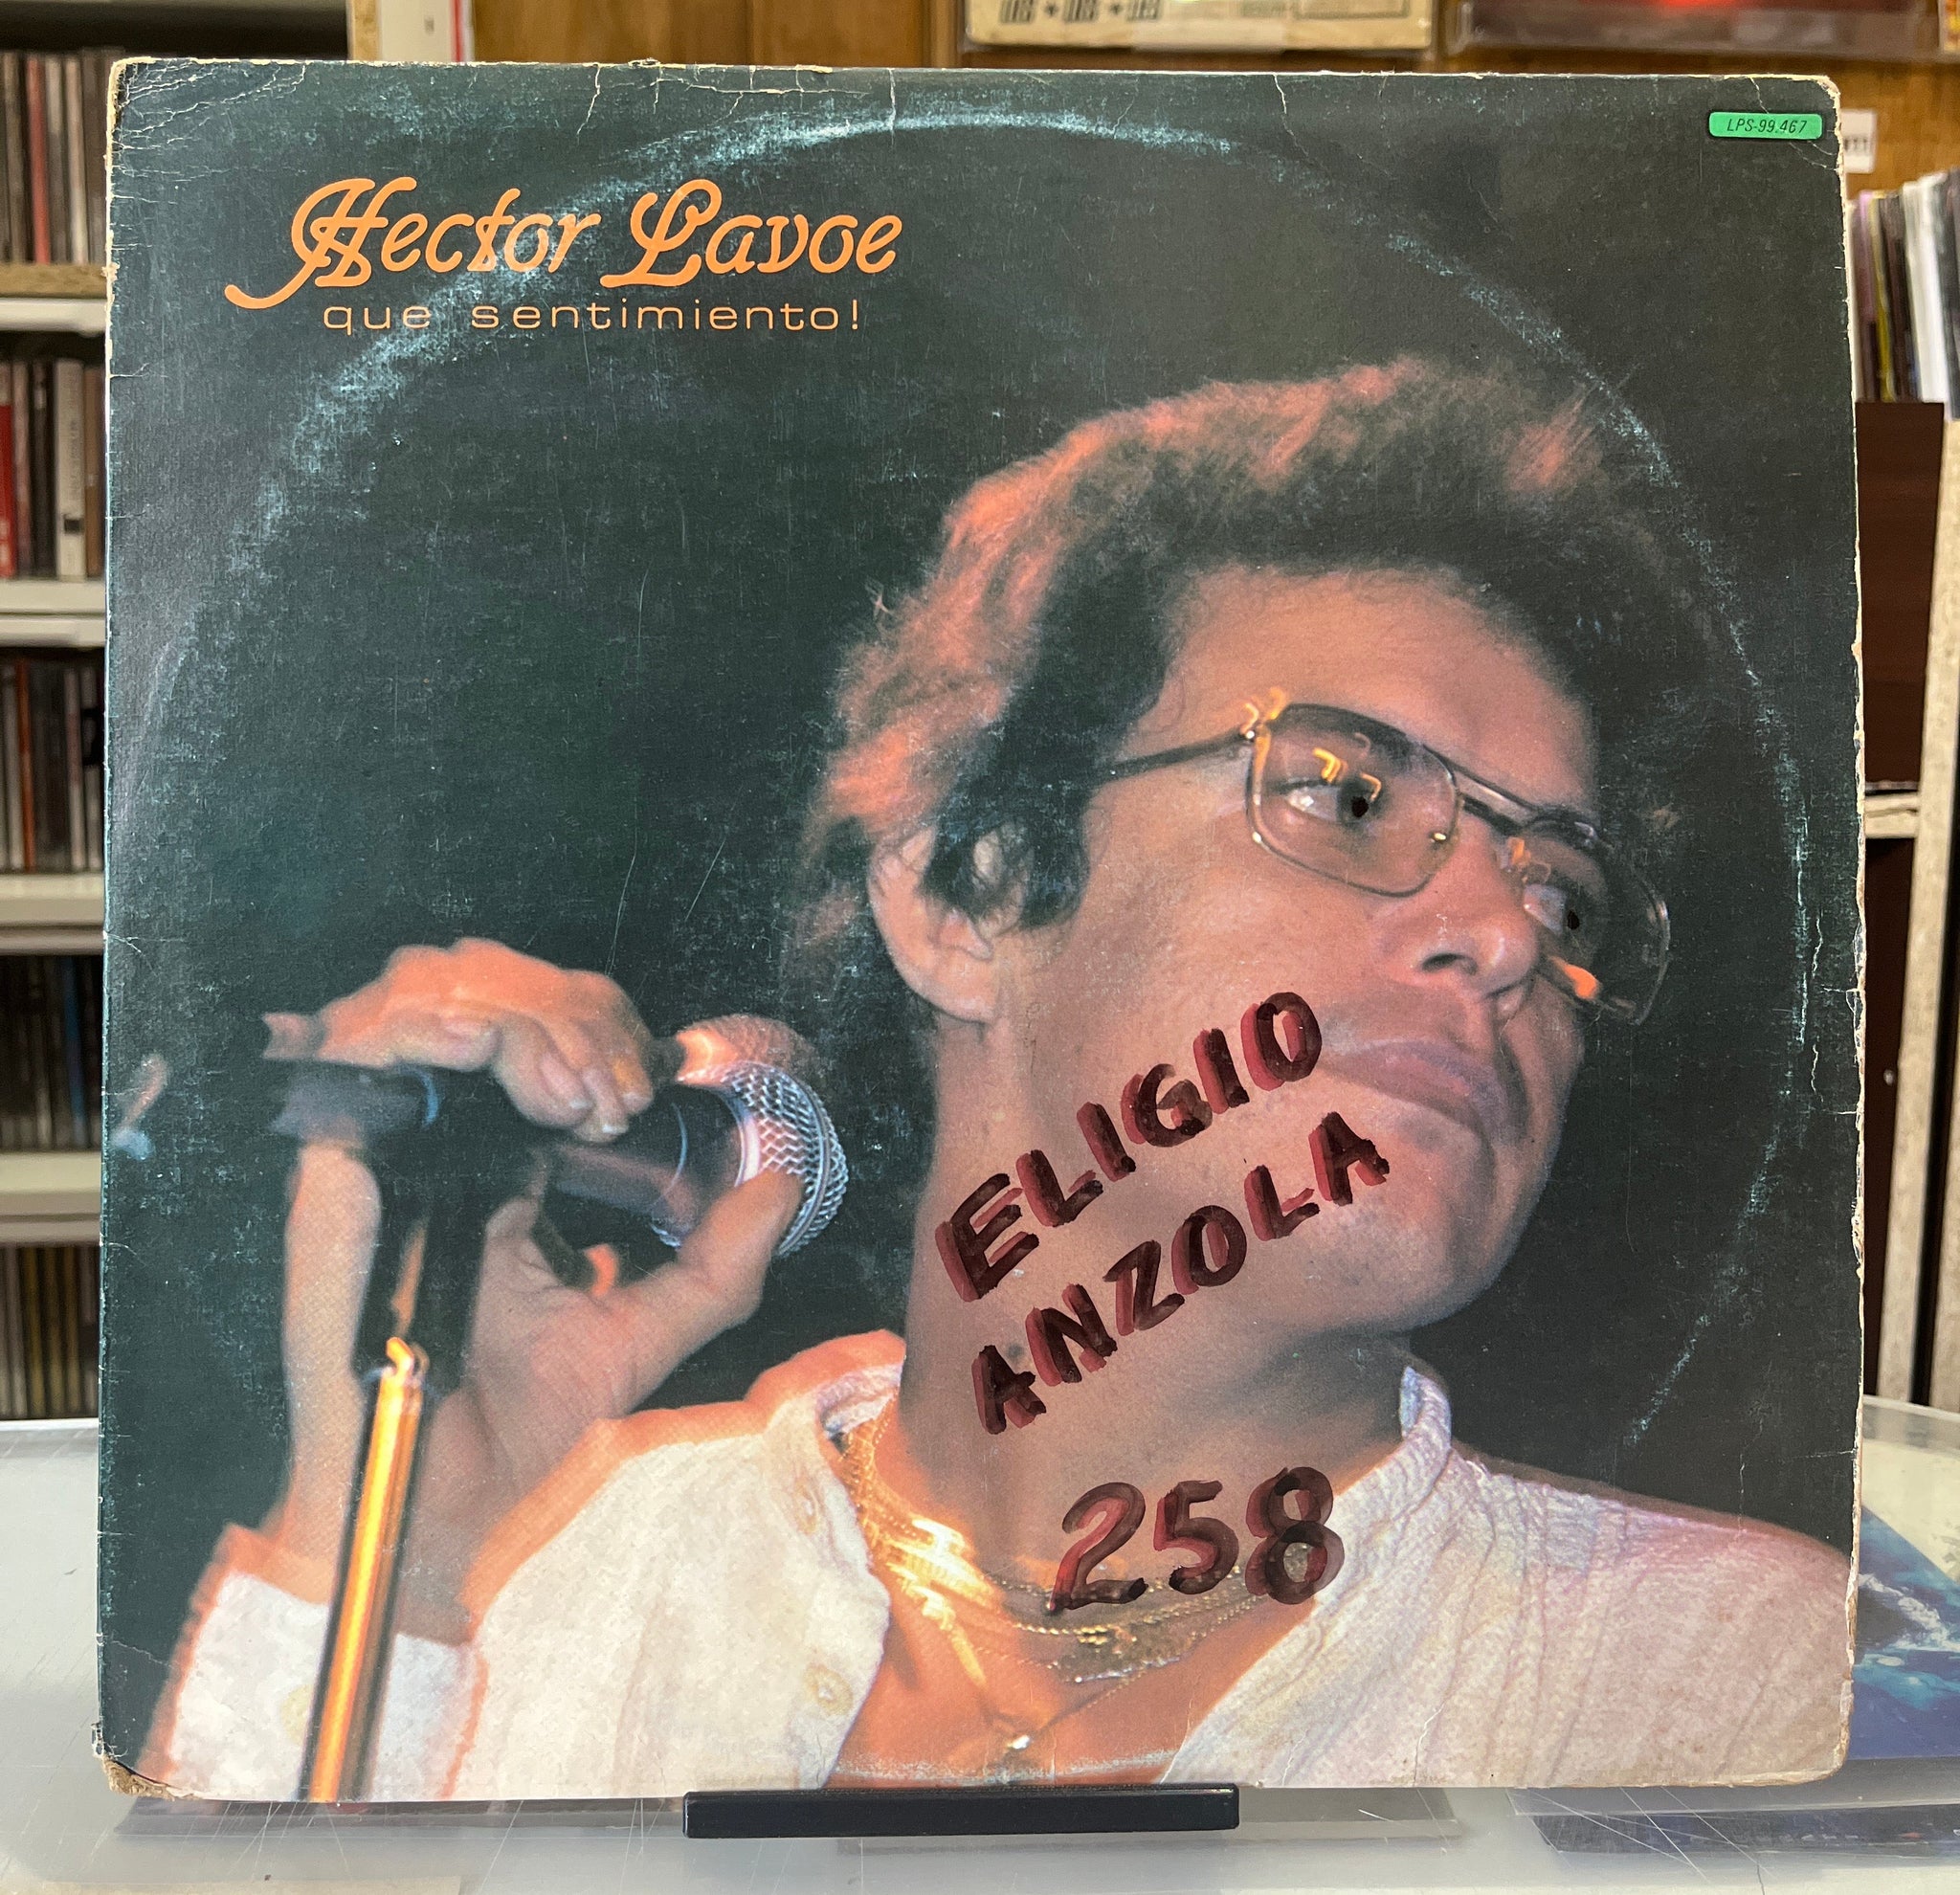 LPS-99.467
Hector Lavoe
que sentimiento!
ELIGIO
ANZOLA
258